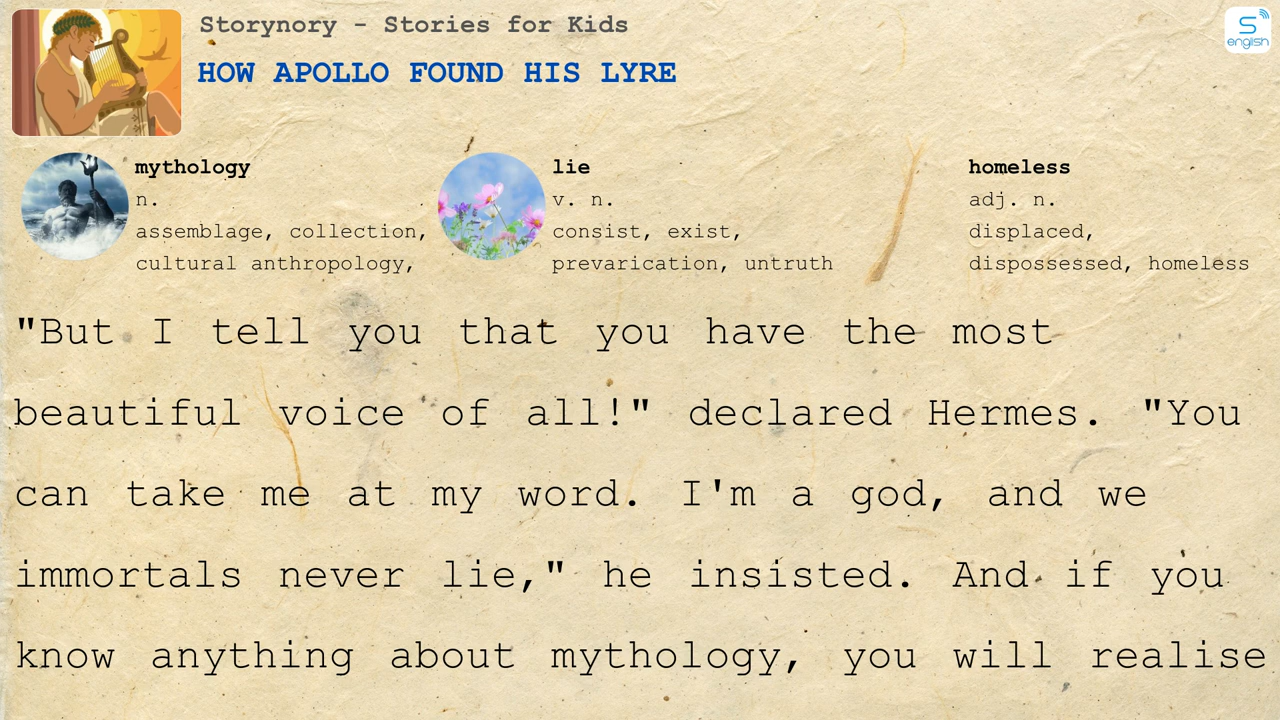 Storynory - Stories for Kids
HOW APOLLO FOUND HIS LYRE
S
english
mythology
n.
assemblage, collection,
cultural anthropology,
lie
v. n.
consist, exist,
prevarication, untruth
homeless
adj. n.
displaced,
dispossessed, homeless
"But I tell you that you have the most
beautiful voice of all!" declared Hermes. "You
can take me at my word. I'm a god, and we
immortals never lie," he insisted. And if you
know anything about mythology, you will realise